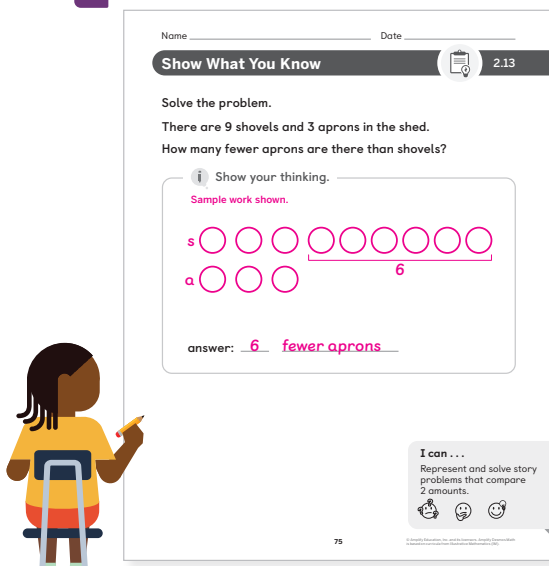 Name Date
Show What You Know 2.13
Solve the problem.
There are 9 shovels and 3 aprons in the shed.
How many fewer aprons are there than shovels?
i Show your thinking.
Sample work shown.
s
6
a
answer: 6 fewer aprons
I can . . .
Represent and solve story
problems that compare
2 amounts.
75